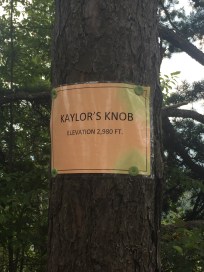 KAYLOR'S KNOB
ELEVATION 2,980 FT.